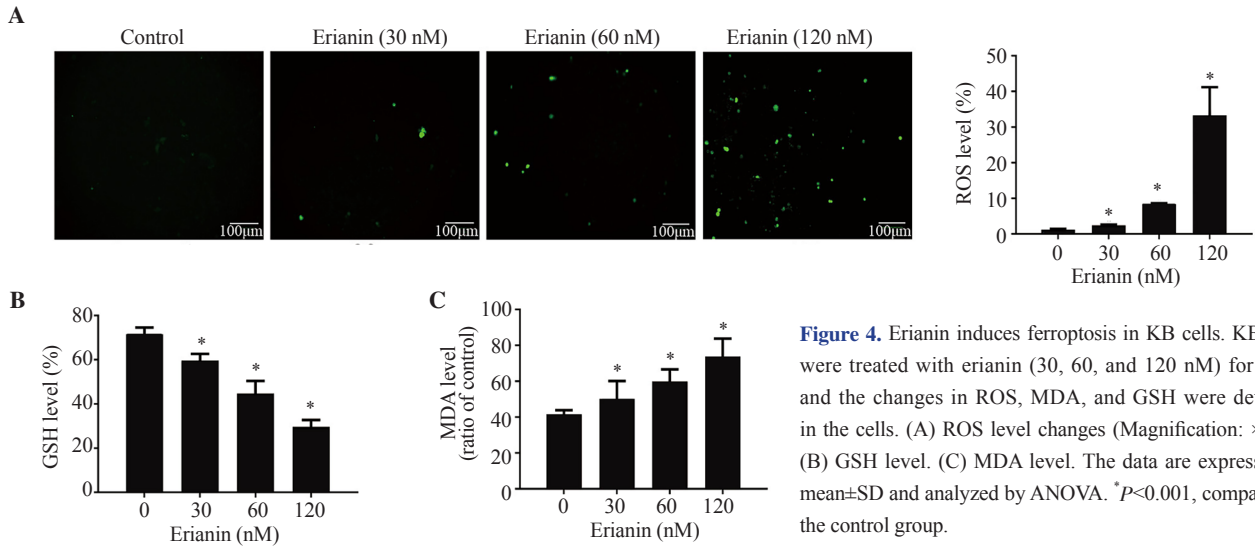 A
Control
Erianin (30 nM)
Erianin (60 nM)
Erianin (120 nM)
100μm
100μm
100μm
100μm
ROS level (%)
50
40
30
20
10
0
*
*
*
0 30 60 120
Erianin (nM)
B
GSH level (%)
80
60
40
20
0
*
*
*
0 30 60 120
Erianin (nM)
C
MDA level
(ratio of control)
100
80
60
40
20
0
*
*
*
0 30 60 120
Erianin (nM)
Figure 4. Erianin induces ferroptosis in KB cells.
were treated with erianin (30, 60, and 120 nM) for
and the changes in ROS, MDA, and GSH were
in the cells. (A) ROS level changes (Magnification:
(B) GSH level. (C) MDA level. The data are
mean±SD and analyzed by ANOVA. *P<0.001,
the control group.